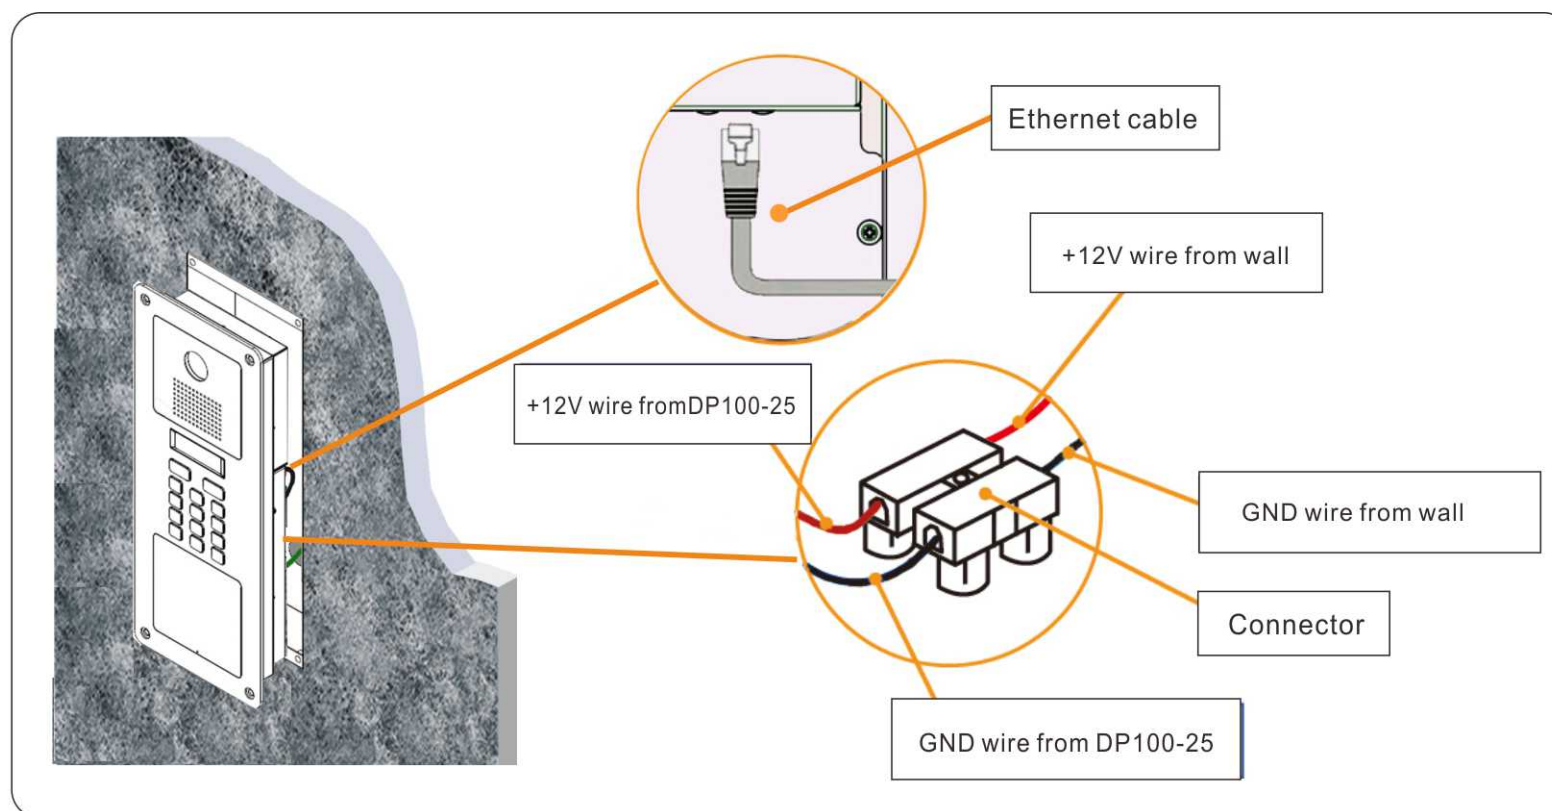 Ethernet cable
+12V wire from wall
+12V wire fromDP100-25
GND wire from wall
Connector
GND wire from DP100-25